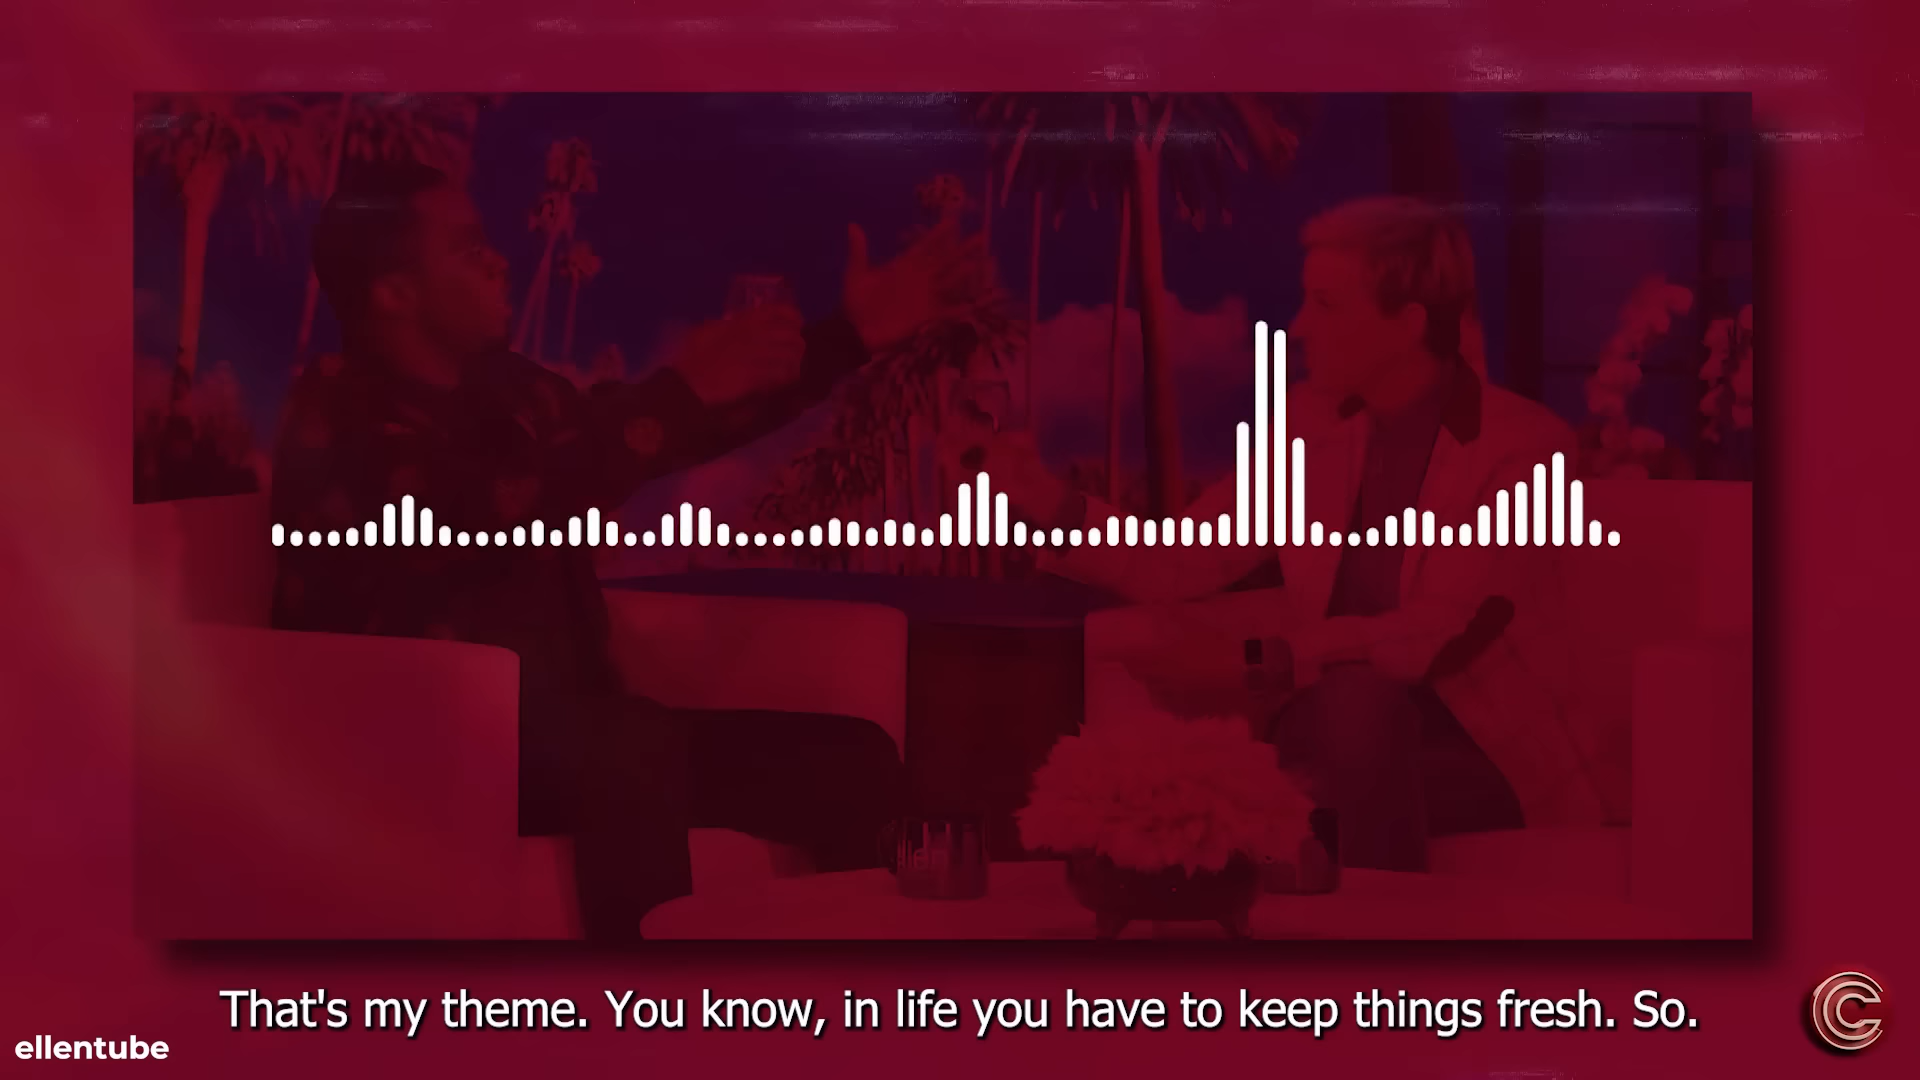 That's my theme. You know, in life you have to keep things fresh. So.
ellentube